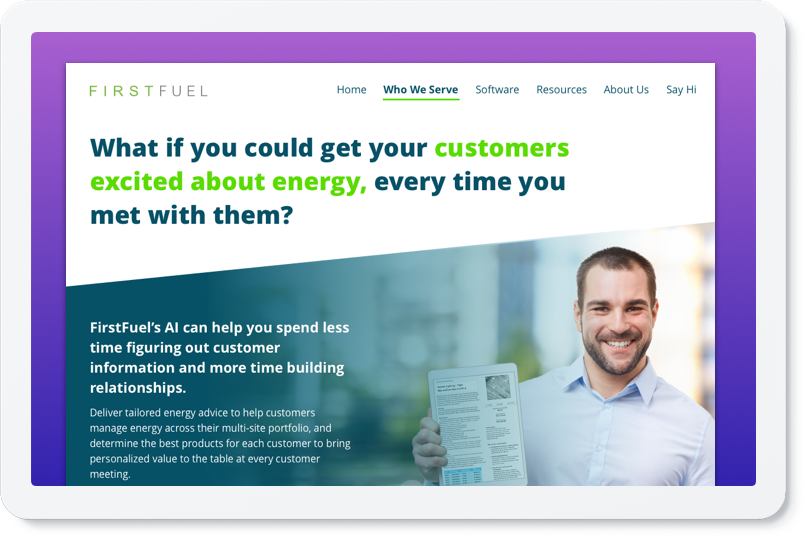 FIRSTFUEL
Home Who We Serve Software Resources About Us Say Hi
What if you could get your customers
excited about energy, every time you
met with them?
FirstFuel’s AI can help you spend less
time figuring out customer
information and more time building
relationships.
Deliver tailored energy advice to help customers
manage energy across their multi-site portfolio, and
determine the best products for each customer to bring
personalized value to the table at every customer
meeting.